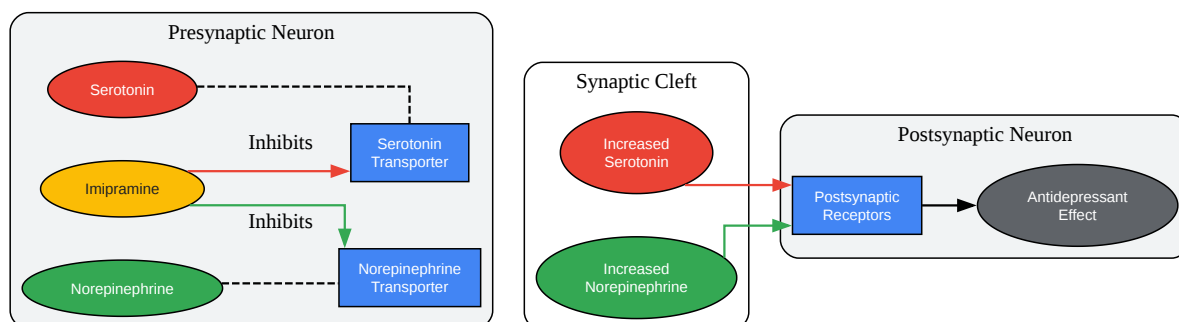 Presynaptic Neuron
Serotonin
Inhibits
Serotonin
Transporter
Imipramine
Inhibits
Norepinephrine
Norepinephrine
Transporter
Synaptic Cleft
Increased
Serotonin
Increased
Norepinephrine
Postsynaptic Neuron
Postsynaptic
Receptors
Antidepressant
Effect